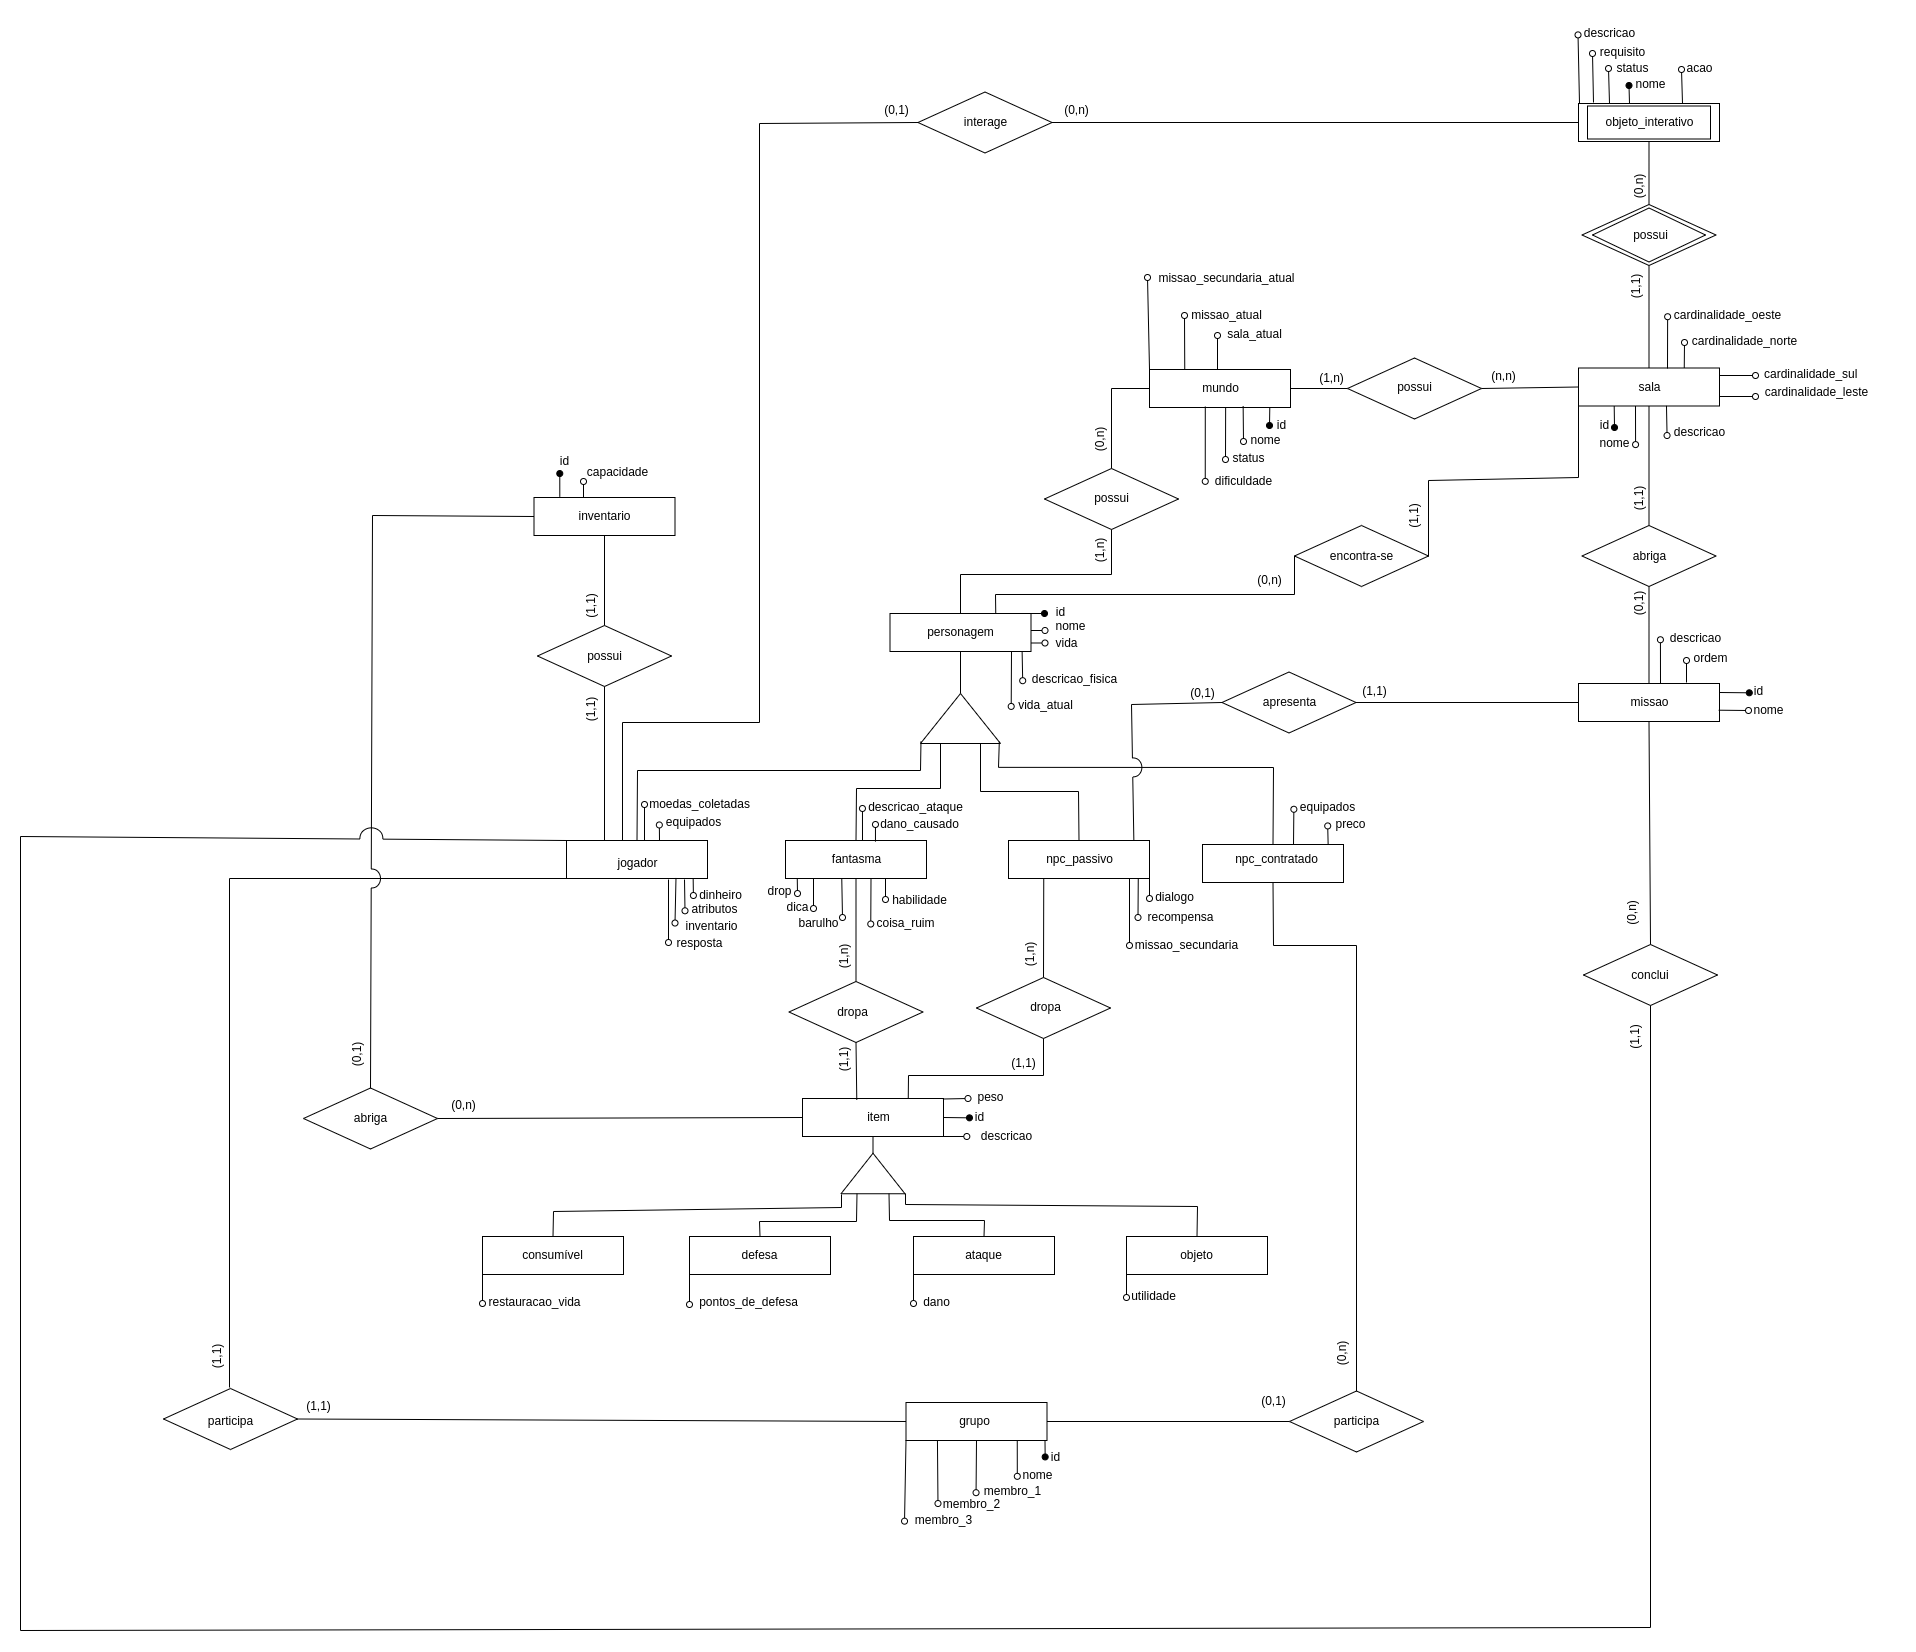 descricao
requisito
status
acao
nome
(0,1)
(0,n)
interage
objeto_interativo
(0,n)
possui
missao_secundaria_atual
(1,1)
missao_atual
cardinalidade_oeste
sala_atual
cardinalidade_norte
cardinalidade_sul
mundo
(1,n)
possui
(n,n)
sala
cardinalidade_leste
id
id
nome
descricao
nome
(0,n)
status
id
capacidade
dificuldade
possui
(1,1)
(1,1)
inventario
(1,n)
encontra-se
abriga
(0,n)
(1,1)
(0,1)
id
nome
personagem
vida
descricao
possui
ordem
descricao_fisica
id
(0,1)
(1,1)
apresenta
missao
vida_atual
(1,1)
nome
moedas_coletadas
descricao_ataque
equipados
equipados
dano_causado
preco
jogador
fantasma
npc_passivo
npc_contratado
drop
dinheiro
habilidade
dialogo
dica
atributos
recompensa
barulho
coisa_ruim
inventario
(0,n)
resposta
missao_secundaria
(1,n)
(1,n)
conclui
dropa
dropa
(1,1)
(0,1)
(1,1)
(1,1)
peso
(0,n)
abriga
item
id
descricao
consumível
defesa
ataque
objeto
restauracao_vida
pontos_de_defesa
dano
utilidade
(1,1)
(0,n)
(1,1)
(0,1)
participa
grupo
participa
id
nome
membro_1
membro_2
membro_3